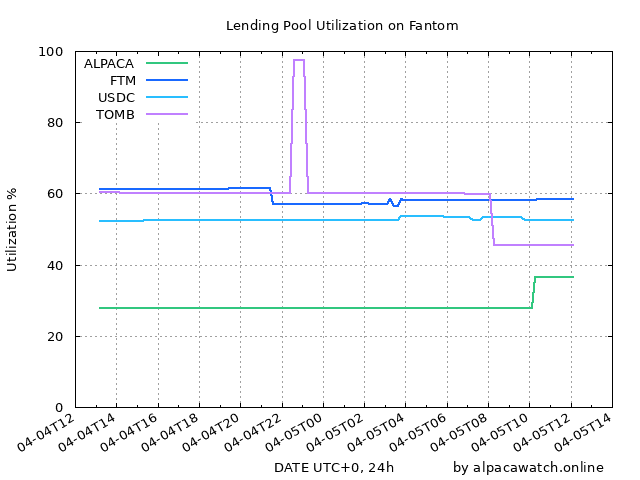 Lending Pool Utilization on Fantom
ALPACA
FTM
USDC
TOMB
Utilization %
100
80
60
40
20
0
04-04T12
04-04T14
04-04T16
04-04T18
04-04T20
04-04T22
04-05T00
04-05T02
04-05T04
04-05T06
04-05T08
04-05T10
04-05T12
04-05T14
DATE UTC+0, 24h
by alpacawatch.online